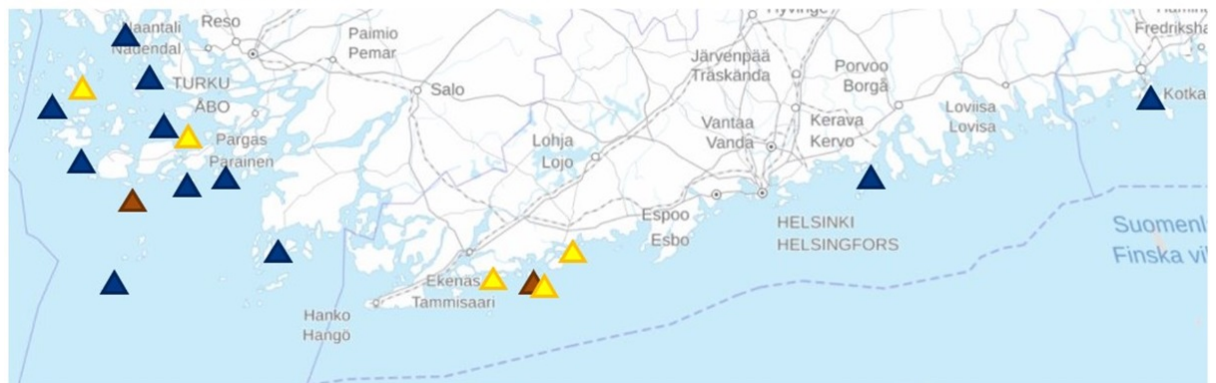 Naantali
Nådendal
Reso
TURKU
ÅBO
Pargas
Parainen
Paimio
Pemar
Salo
Lohja
Lojo
Hyvinge
Järvenpää
Träskända
Vantaa
Vanda
Kerava
Kervo
Porvoo
Borgå
Loviisa
Lovisa
Fredriksha
Kotka
Espoo
Esbo
HELSINKI
HELSINGFORS
Ekenäs
Tammisaari
Hanko
Hangö
Suomenl
Finska vi